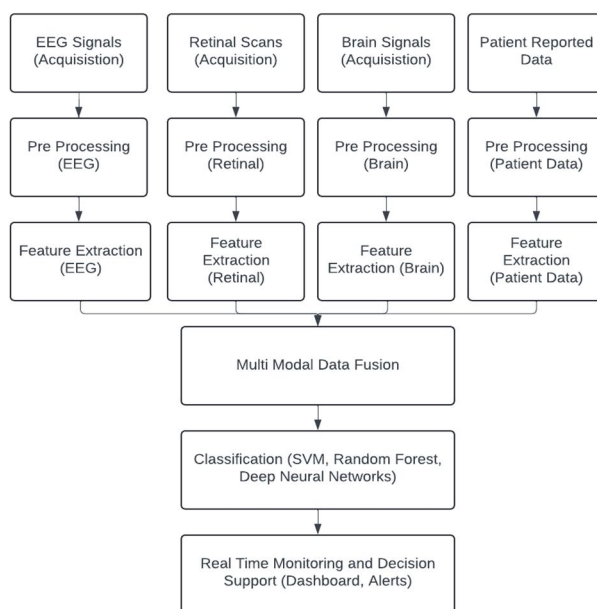 EEG Signals
(Acquisistion)
Retinal Scans
(Acquisition)
Brain Signals
(Acquisistion)
Patient Reported
Data
Pre Processing
(EEG)
Pre Processing
(Retinal)
Pre Processing
(Brain)
Pre Processing
(Patient Data)
Feature Extraction
(EEG)
Feature
Extraction
(Retinal)
Feature
Extraction (Brain)
Feature
Extraction
(Patient Data)
Multi Modal Data Fusion
Classification (SVM, Random Forest,
Deep Neural Networks)
Real Time Monitoring and Decision
Support (Dashboard, Alerts)